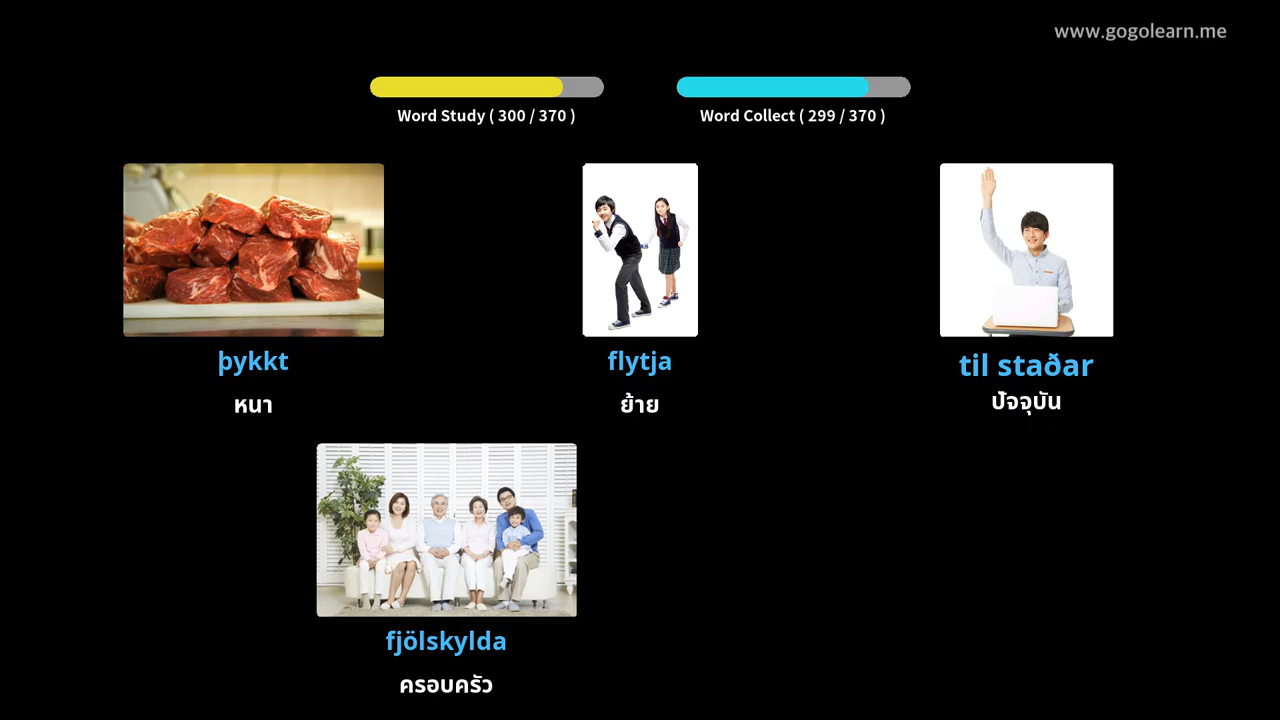 www.gogolearn.me
Word Study ( 300 / 370 )
Word Collect ( 299 / 370 )
þykkt
หนา
flytja
ย้าย
til staðar
ปัจจุบัน
fjölskylda
ครอบครัว